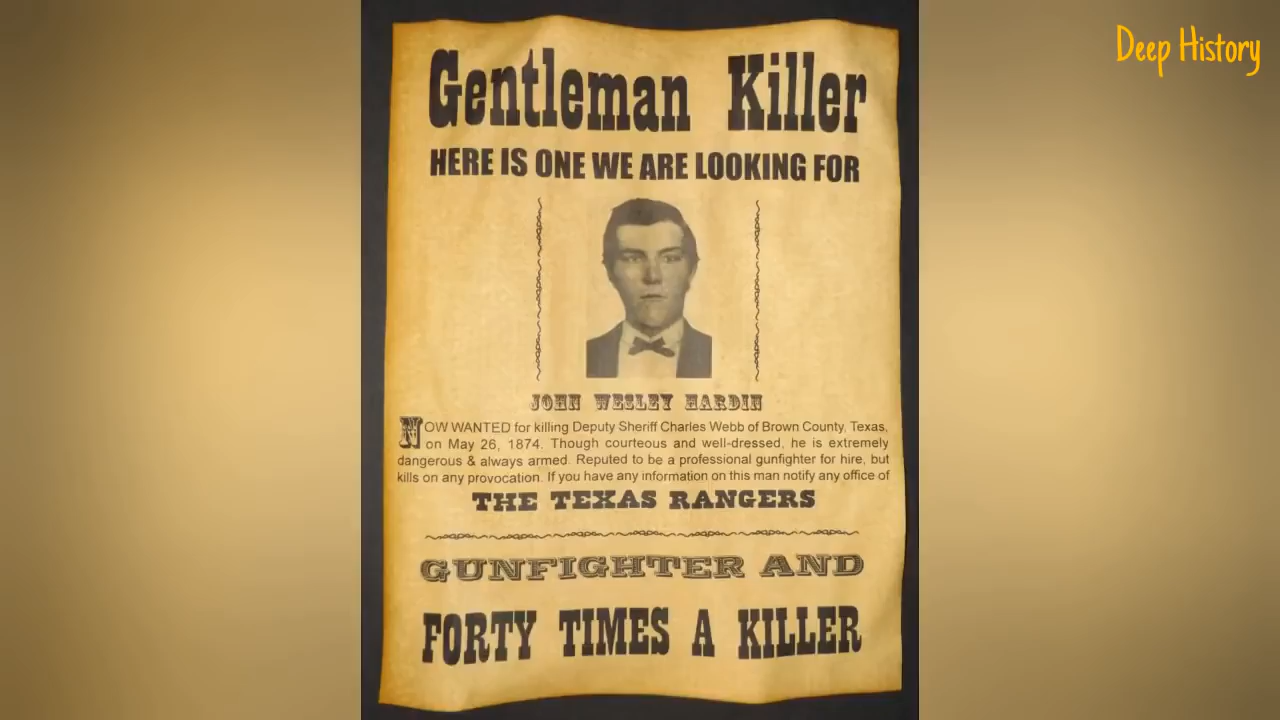 Deep History
Gentleman Killer
HERE IS ONE WE ARE LOOKING FOR
JOHN WESLEY HARDIN
NOW WANTED for killing Deputy Sheriff Charles Webb of Brown County, Texas,
on May 26, 1874. Though courteous and well-dressed, he is extremely
dangerous & always armed. Reputed to be a professional gunfighter for hire, but
kills on any provocation. If you have any information on this man notify any office of
THE TEXAS RANGERS
GUNFIGHTER AND
FORTY TIMES A KILLER